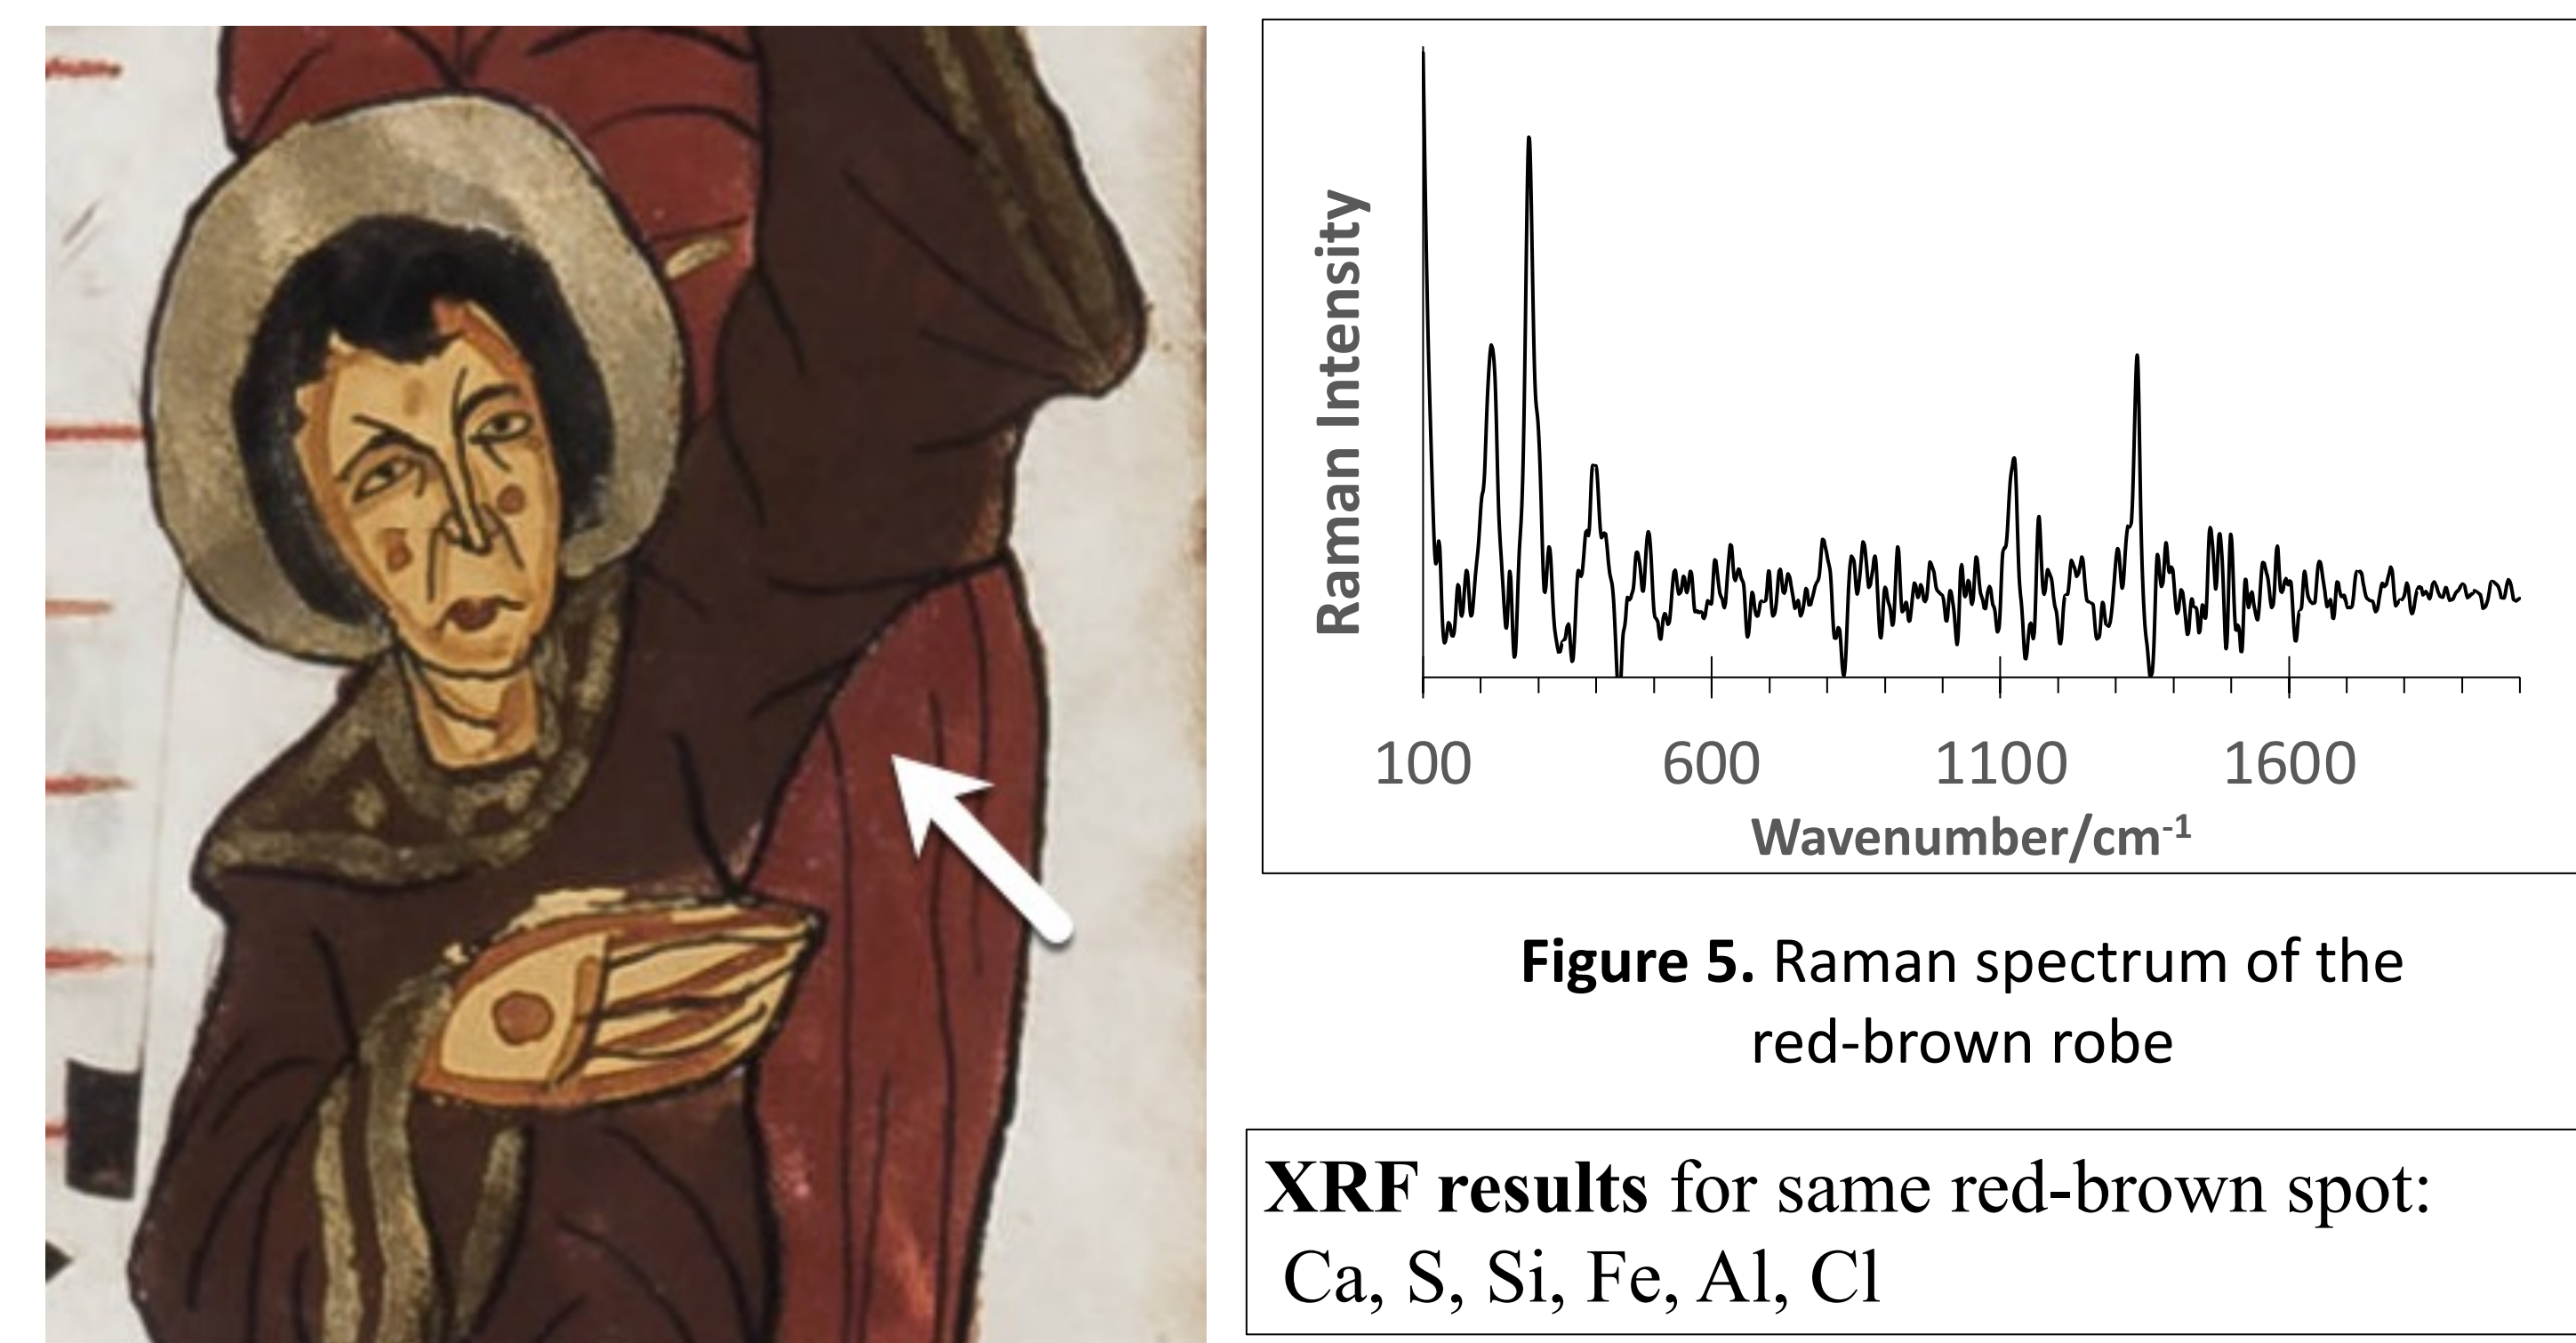 Raman Intensity
100 600 1100 1600
Wavenumber/cm-1
Figure 5. Raman spectrum of the
red-brown robe
XRF results for same red-brown spot:
Ca, S, Si, Fe, Al, Cl